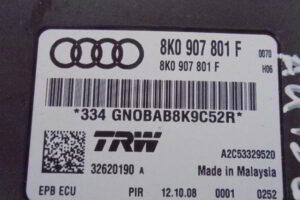 8K0 907 801 F 0070
8K0 907 801 F H06
*334 GNOBAB8K9C52R*
TRW A2C53329520
32620190 A Made in Malaysia
EPB ECU PIR 12.10.08 0001 0252